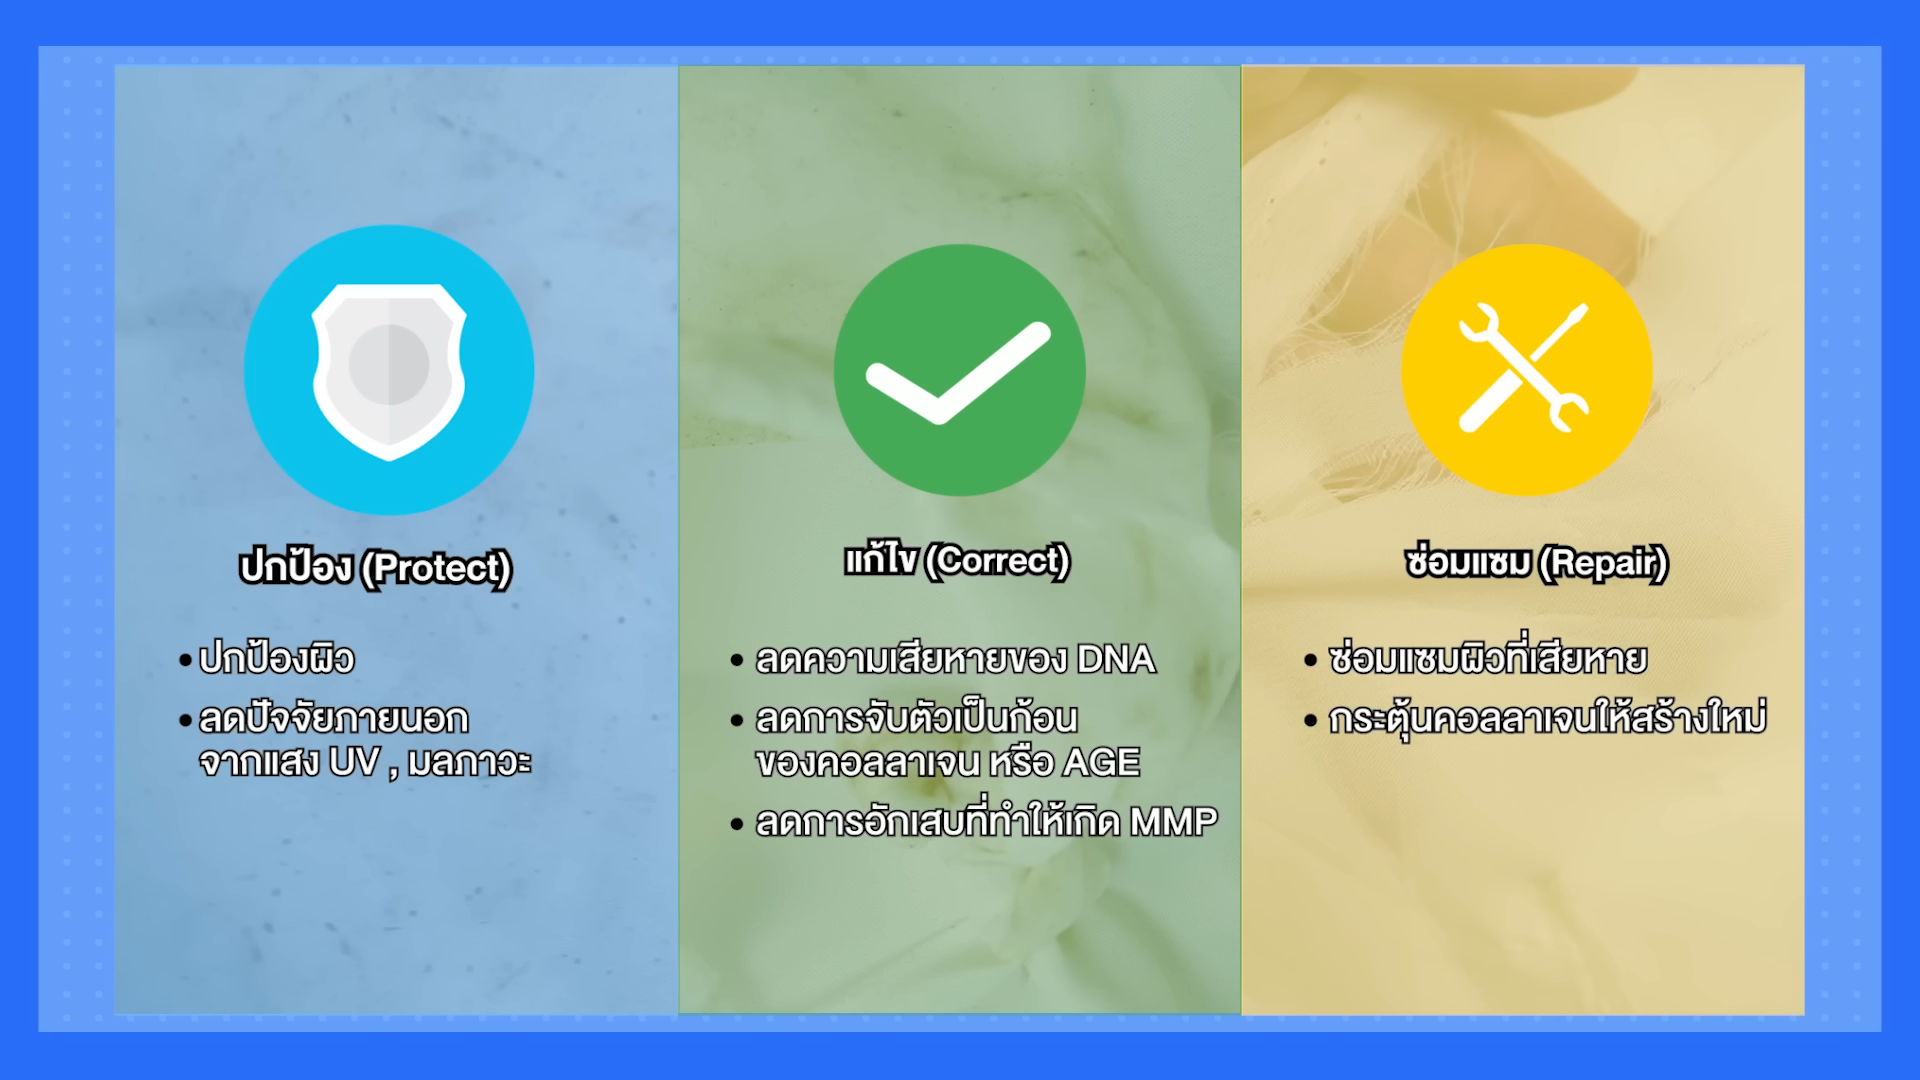 ปกป้อง (Protect)
• ปกป้องผิว
• ลดปัจจัยภายนอก
จากแสง UV , มลภาวะ
แก้ไข (Correct)
• ลดความเสียหายของ DNA
• ลดการจับตัวเป็นก้อน
ของคอลลาเจน หรือ AGE
• ลดการอักเสบที่ทำให้เกิด MMP
ซ่อมแซม (Repair)
• ซ่อมแซมผิวที่เสียหาย
• กระตุ้นคอลลาเจนให้สร้างใหม่